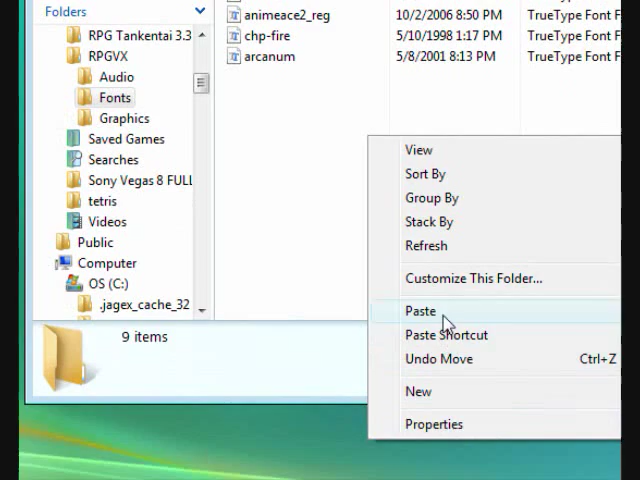 Folders
RPG Tankentai 3.3
RPGVX
Audio
Fonts
Graphics
Saved Games
Searches
Sony Vegas 8 FULL
tetris
Videos
Public
Computer
OS (C:)
.jagex_cache_32
animeace2_reg 10/2/2006 8:50 PM TrueType Font F
chp-fire 5/10/1998 1:17 PM TrueType Font F
arcanum 5/8/2001 8:13 PM TrueType Font F
View
Sort By
Group By
Stack By
Refresh
Customize This Folder...
Paste
Paste Shortcut
Undo Move Ctrl+Z
New
Properties
9 items